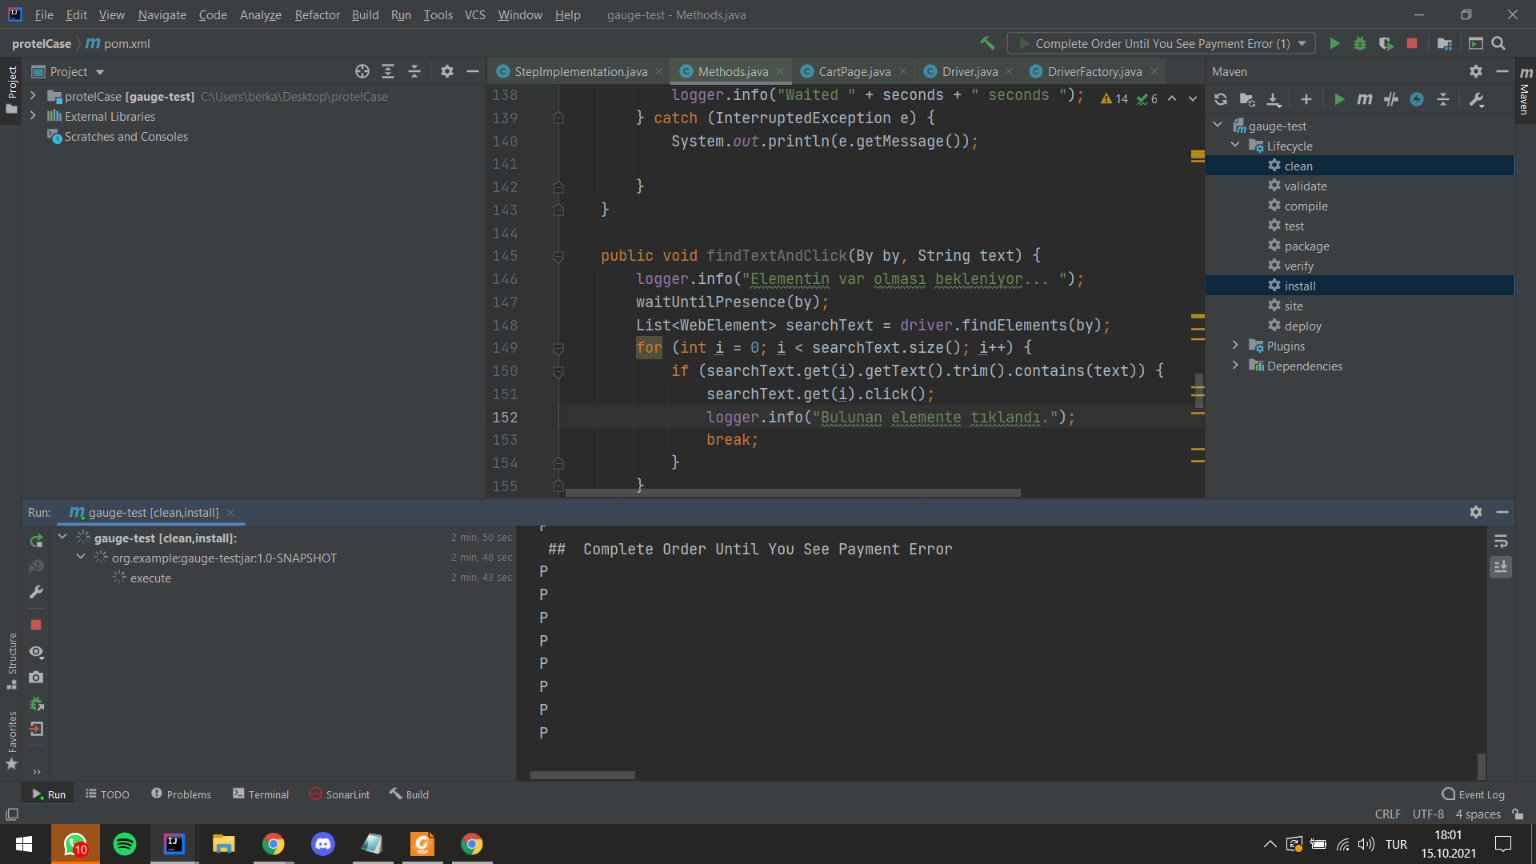 File Edit View Navigate Code Analyze Refactor Build Run Tools VCS Window Help gauge-test - Methods.java
protelCase pom.xml Complete Order Until You See Payment Error (1)
Project
StepImplementation.java Methods.java CartPage.java Driver.java DriverFactory.java
Maven
protelCase [gauge-test] C:\Users\berka\Desktop\protelCase
External Libraries
Scratches and Consoles
138 logger.info("Waited " + seconds + " seconds "); 14 6
139 } catch (InterruptedException e) {
140 System.out.println(e.getMessage());
141
142 }
143 }
144
145 public void findTextAndClick(By by, String text) {
146 logger.info("Elementin var olması bekleniyor... ");
147 waitUntilPresence(by);
148 List<WebElement> searchText = driver.findElements(by);
149 for (int i = 0; i < searchText.size(); i++) {
150 if (searchText.get(i).getText().trim().contains(text)) {
151 searchText.get(i).click();
152 logger.info("Bulunan elemente tıklandı.");
153 break;
154 }
155 }
gauge-test
Lifecycle
clean
validate
compile
test
package
verify
install
site
deploy
Plugins
Dependencies
Project
Maven
Structure
Favorites
Run: gauge-test [clean,install]
gauge-test [clean,install]: 2 min, 50 sec
org.example:gauge-test:jar:1.0-SNAPSHOT 2 min, 48 sec
execute 2 min, 43 sec
P
## Complete Order Until You See Payment Error
P
P
P
P
P
P
P
P
Run TODO Problems Terminal SonarLint Build Event Log
CRLF UTF-8 4 spaces
10
TUR
18:01
15.10.2021